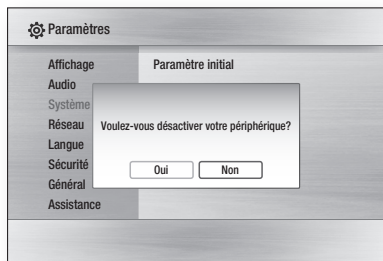 Paramètres
Affichage
Paramètre initial
Audio
Système
Réseau
Langue
Sécurité
Général
Assistance
Voulez-vous désactiver votre périphérique?
Oui
Non